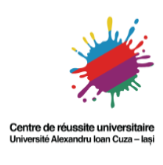 Centre de réussite universitaire
Université Alexandru Ioan Cuza – Iași